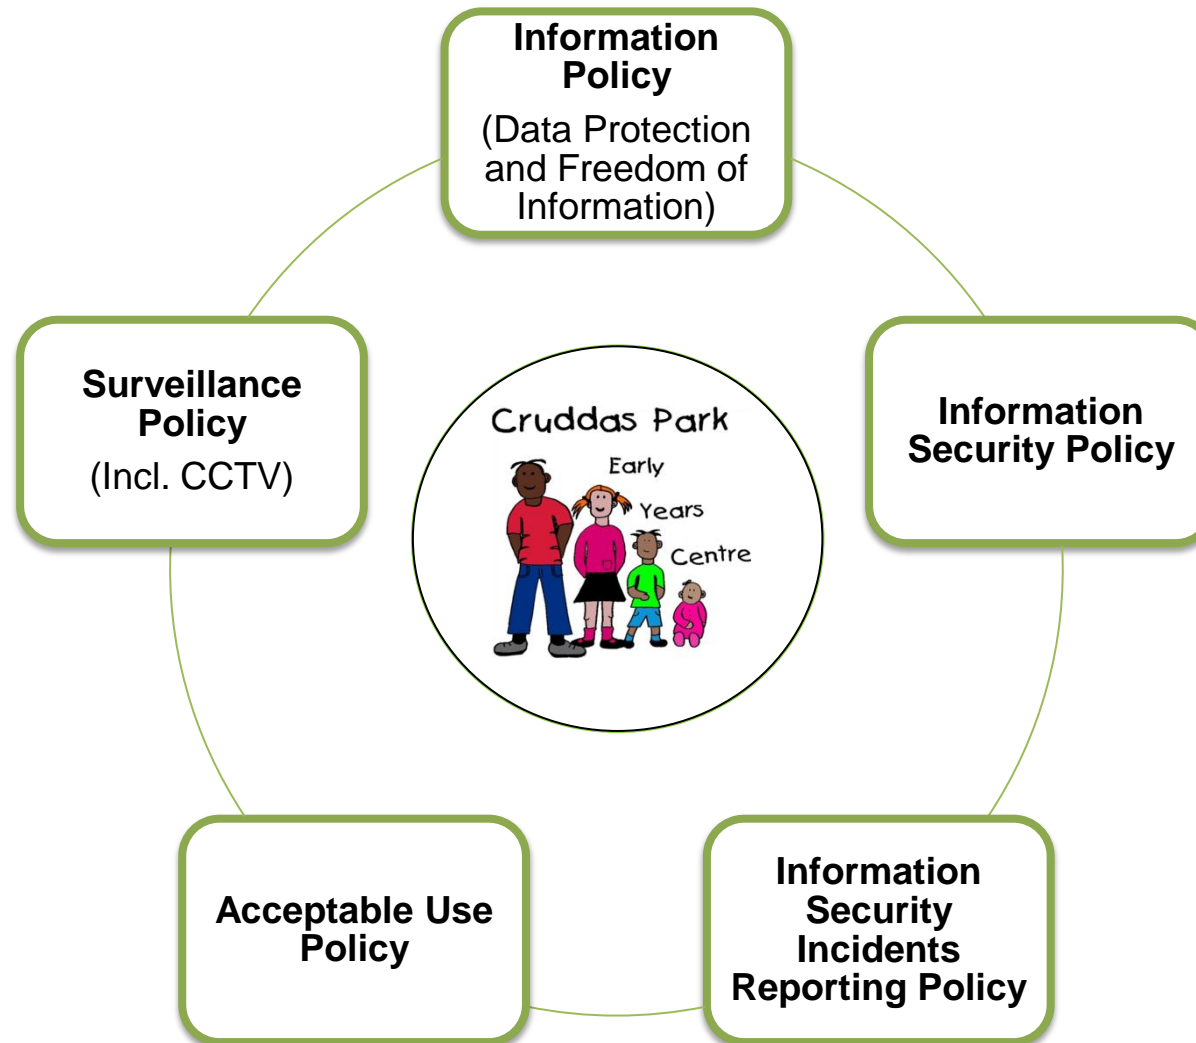 Information
Policy
(Data Protection
and Freedom of
Information)
Surveillance
Policy
(Incl. CCTV)
Information
Security Policy
Cruddas Park
Early
Years
Centre
Acceptable Use
Policy
Information
Security
Incidents
Reporting Policy